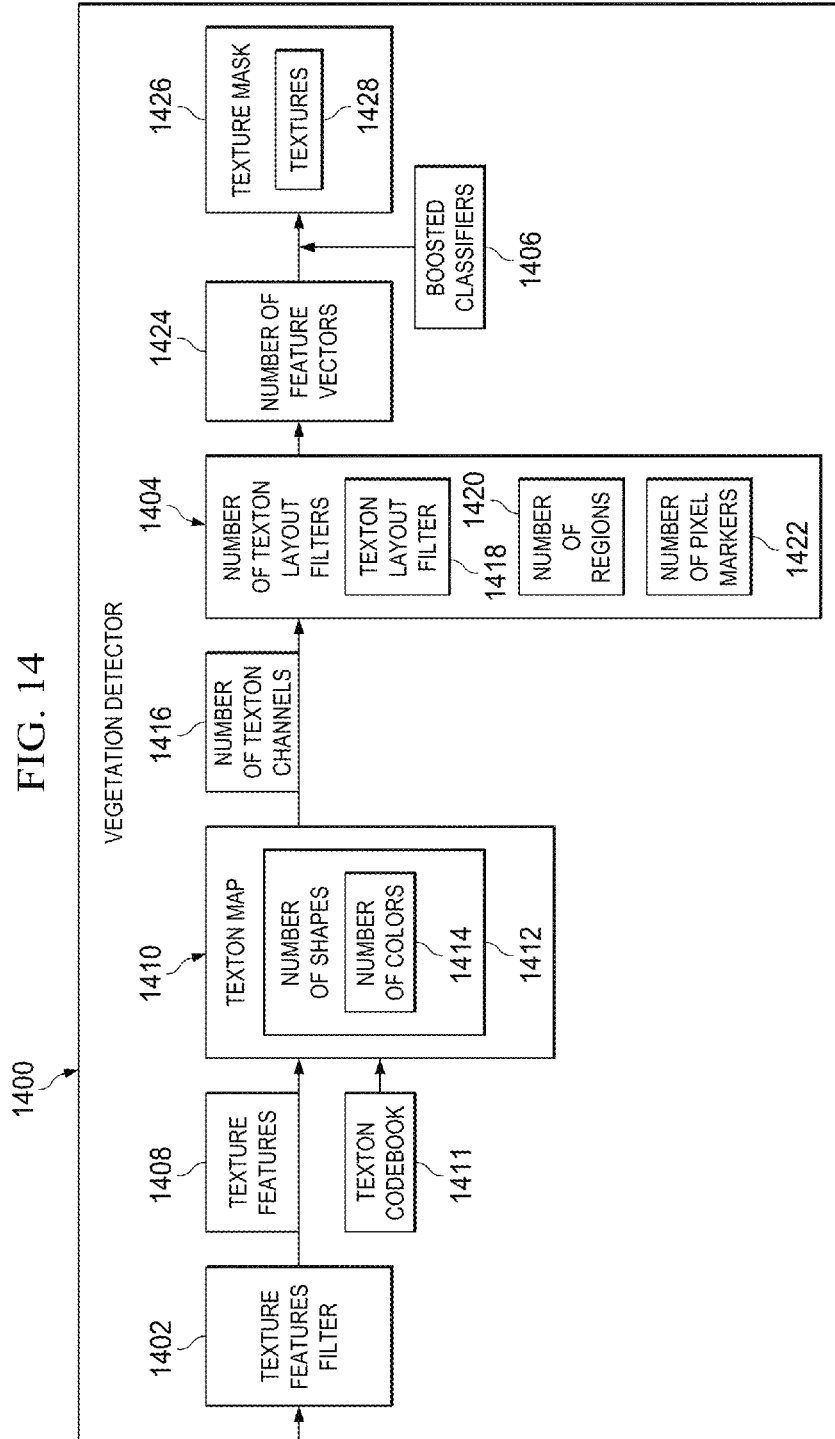 FIG. 14
1400
VEGETATION DETECTOR
1402
TEXTURE
FEATURES
FILTER
1408
TEXTURE
FEATURES
TEXTON
CODEBOOK
1411
1410
TEXTON MAP
NUMBER
OF SHAPES
NUMBER
OF COLORS
1414
1412
1416
NUMBER
OF TEXTON
CHANNELS
1404
NUMBER
OF TEXTON
LAYOUT
FILTERS
TEXTON
LAYOUT
FILTER
1418
1420
NUMBER
OF
REGIONS
NUMBER
OF PIXEL
MARKERS
1422
1424
NUMBER OF
FEATURE
VECTORS
BOOSTED
CLASSIFIERS
1406
1426
TEXTURE MASK
TEXTURES
1428